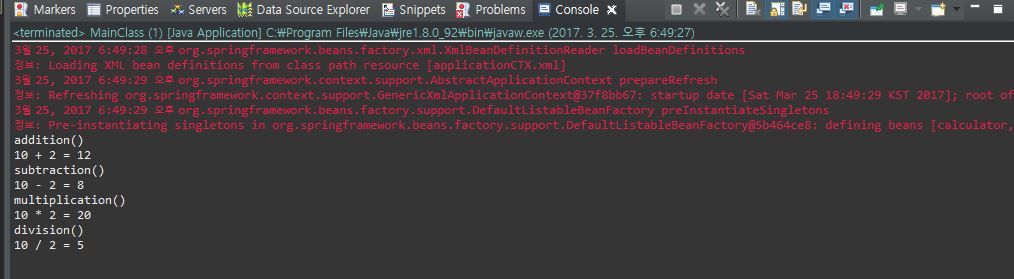 Markers Properties Servers Data Source Explorer Snippets Problems Console
<terminated> MainClass (1) [Java Application] C:₩Program Files₩Java₩jre1.8.0_92₩bin₩javaw.exe (2017. 3. 25. 오후 6:49:27)
3월 25, 2017 6:49:28 오후 org.springframework.beans.factory.xml.XmlBeanDefinitionReader loadBeanDefinitions
정보: Loading XML bean definitions from class path resource [applicationCTX.xml]
3월 25, 2017 6:49:29 오후 org.springframework.context.support.AbstractApplicationContext prepareRefresh
정보: Refreshing org.springframework.context.support.GenericXmlApplicationContext@37f8bb67: startup date [Sat Mar 25 18:49:29 KST 2017]; root of
3월 25, 2017 6:49:29 오후 org.springframework.beans.factory.support.DefaultListableBeanFactory preInstantiateSingletons
정보: Pre-instantiating singletons in org.springframework.beans.factory.support.DefaultListableBeanFactory@5b464ce8: defining beans [calculator,
addition()
10 + 2 = 12
subtraction()
10 - 2 = 8
multiplication()
10 * 2 = 20
division()
10 / 2 = 5